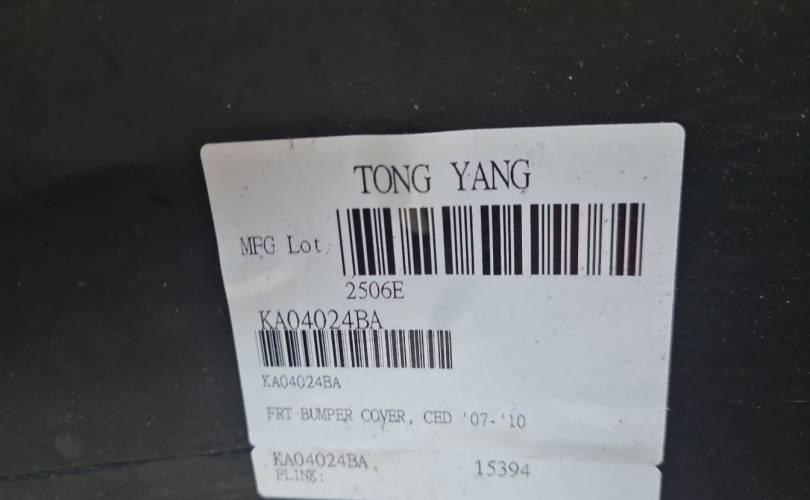 TONG YANG
MFG Lot
2506E
KA04024BA
KA04024BA
FRT BUMPER COVER, CED '07-'10
KA04024BA 15394
PLINK: